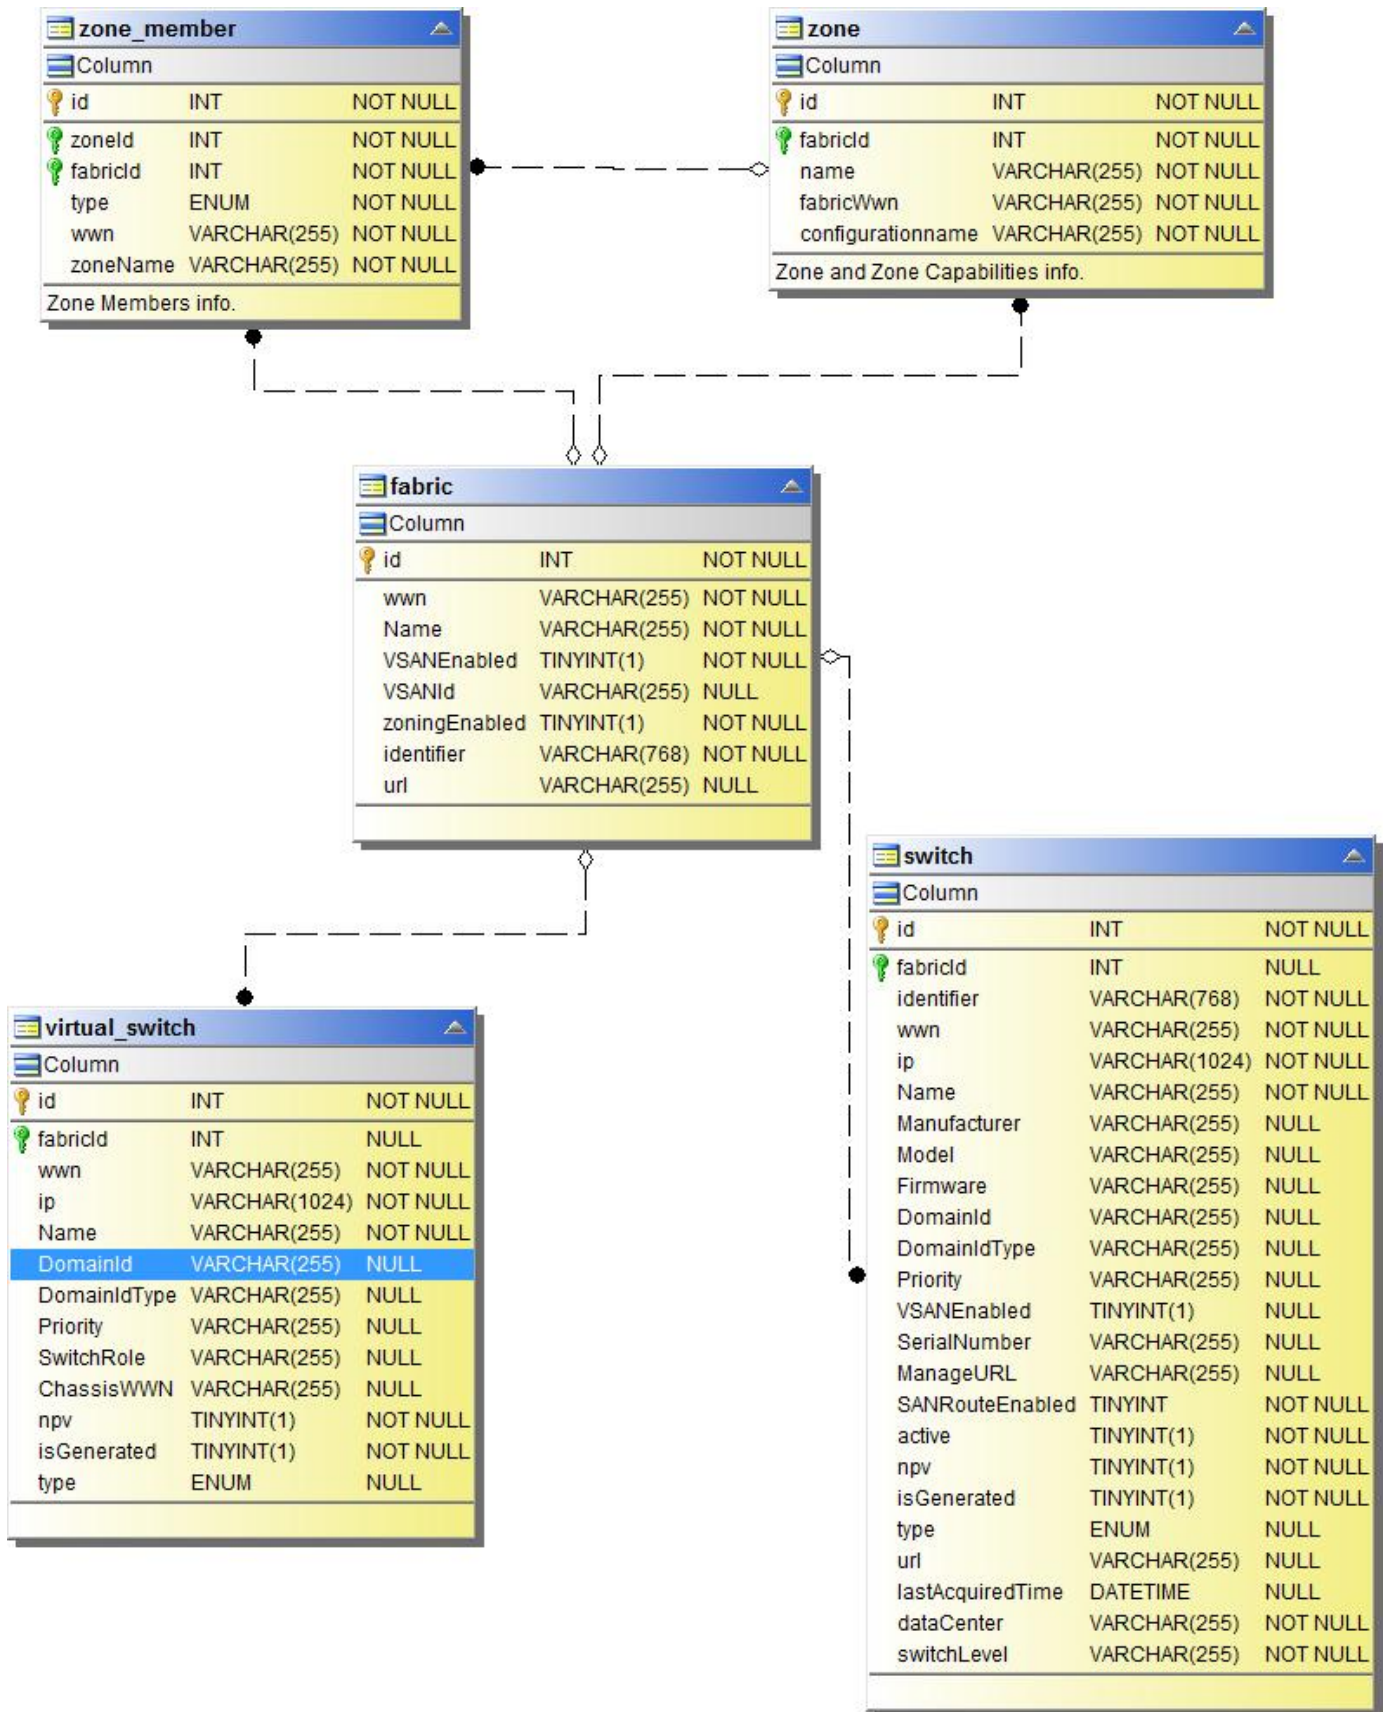 zone_member
Column
id INT NOT NULL
zoneId INT NOT NULL
fabricId INT NOT NULL
type ENUM NOT NULL
wwn VARCHAR(255) NOT NULL
zoneName VARCHAR(255) NOT NULL
Zone Members info.
zone
Column
id INT NOT NULL
fabricId INT NOT NULL
name VARCHAR(255) NOT NULL
fabricWwn VARCHAR(255) NOT NULL
configurationname VARCHAR(255) NOT NULL
Zone and Zone Capabilities info.
fabric
Column
id INT NOT NULL
wwn VARCHAR(255) NOT NULL
Name VARCHAR(255) NOT NULL
VSANEnabled TINYINT(1) NOT NULL
VSANId VARCHAR(255) NULL
zoningEnabled TINYINT(1) NOT NULL
identifier VARCHAR(768) NOT NULL
url VARCHAR(255) NULL
switch
Column
id INT NOT NULL
fabricId INT NULL
identifier VARCHAR(768) NOT NULL
wwn VARCHAR(255) NOT NULL
ip VARCHAR(1024) NOT NULL
Name VARCHAR(255) NOT NULL
Manufacturer VARCHAR(255) NULL
Model VARCHAR(255) NULL
Firmware VARCHAR(255) NULL
DomainId VARCHAR(255) NULL
DomainIdType VARCHAR(255) NULL
Priority VARCHAR(255) NULL
VSANEnabled TINYINT(1) NULL
SerialNumber VARCHAR(255) NULL
ManageURL VARCHAR(255) NULL
SANRouteEnabled TINYINT NOT NULL
active TINYINT(1) NOT NULL
npv TINYINT(1) NOT NULL
isGenerated TINYINT(1) NOT NULL
type ENUM NULL
url VARCHAR(255) NULL
lastAcquiredTime DATETIME NULL
dataCenter VARCHAR(255) NOT NULL
switchLevel VARCHAR(255) NOT NULL
virtual_switch
Column
id INT NOT NULL
fabricId INT NULL
wwn VARCHAR(255) NOT NULL
ip VARCHAR(1024) NOT NULL
Name VARCHAR(255) NOT NULL
DomainId VARCHAR(255) NULL
DomainIdType VARCHAR(255) NULL
Priority VARCHAR(255) NULL
SwitchRole VARCHAR(255) NULL
ChassisWWN VARCHAR(255) NULL
npv TINYINT(1) NOT NULL
isGenerated TINYINT(1) NOT NULL
type ENUM NULL